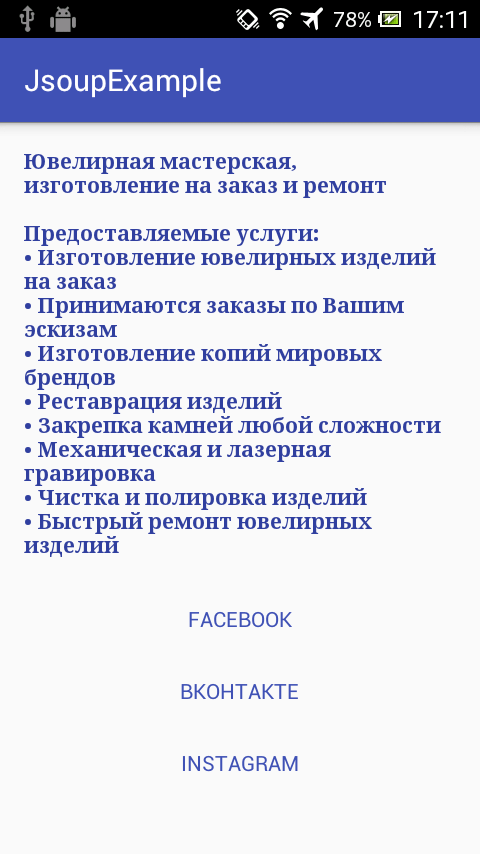 78% 17:11
JsoupExample
Ювелирная мастерская,
изготовление на заказ и ремонт
Предоставляемые услуги:
• Изготовление ювелирных изделий
на заказ
• Принимаются заказы по Вашим
эскизам
• Изготовление копий мировых
брендов
• Реставрация изделий
• Закрепка камней любой сложности
• Механическая и лазерная
гравировка
• Чистка и полировка изделий
• Быстрый ремонт ювелирных
изделий
FACEBOOK
ВКОНТАКТЕ
INSTAGRAM